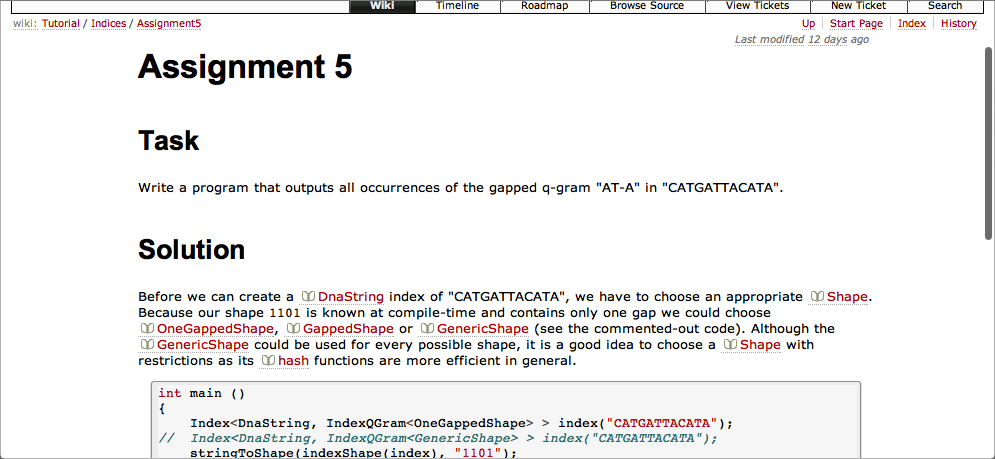 Wiki Timeline Roadmap Browse Source View Tickets New Ticket Search
wiki: Tutorial / Indices / Assignment5 Up Start Page Index History
Last modified 12 days ago
Assignment 5
Task
Write a program that outputs all occurrences of the gapped q-gram "AT-A" in "CATGATTACATA".
Solution
Before we can create a DnaString index of "CATGATTACATA", we have to choose an appropriate Shape.
Because our shape 1101 is known at compile-time and contains only one gap we could choose
OneGappedShape, GappedShape or GenericShape (see the commented-out code). Although the
GenericShape could be used for every possible shape, it is a good idea to choose a Shape with
restrictions as its hash functions are more efficient in general.
int main ()
{
    Index<DnaString, IndexQGram<OneGappedShape> > index("CATGATTACATA");
//  Index<DnaString, IndexQGram<GenericShape> > index("CATGATTACATA");
    stringToShape(indexShape(index), "1101");